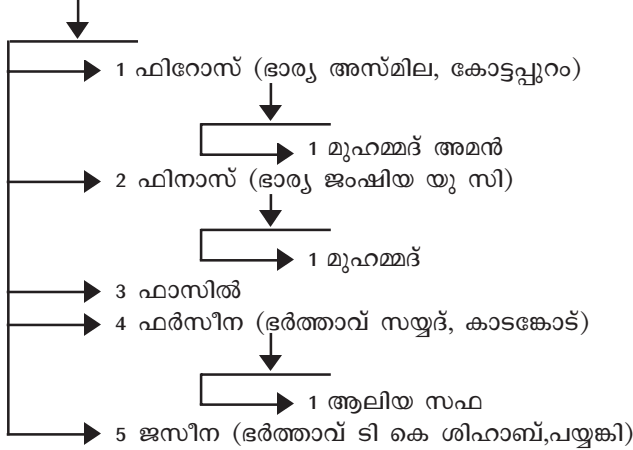 1 ഫിറോസ് (ഭാര്യ അസ്മില, കോട്ടപ്പുറം)
1 മുഹമ്മദ് അമൻ
2 ഫിനാസ് (ഭാര്യ ജംഷിയ യു സി)
1 മുഹമ്മദ്
3 ഫാസിൽ
4 ഫർസീന (ഭർത്താവ് സയ്യദ്, കാടങ്കോട്)
1 ആലിയ സഫ
5 ജസീന (ഭർത്താവ് ടി കെ ശിഹാബ്,പയ്യങ്കി)